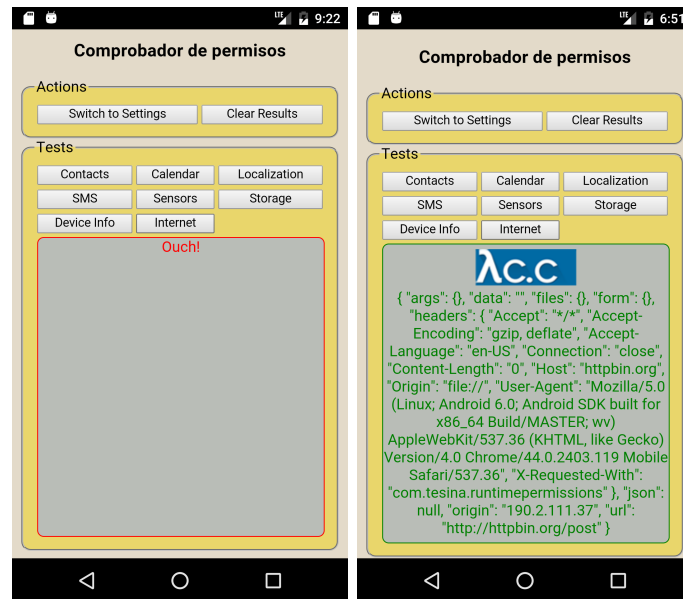 LTE 9:22
Comprobador de permisos
Actions
Switch to Settings Clear Results
Tests
Contacts Calendar Localization
SMS Sensors Storage
Device Info Internet
Ouch!
LTE 6:51
Comprobador de permisos
Actions
Switch to Settings Clear Results
Tests
Contacts Calendar Localization
SMS Sensors Storage
Device Info Internet
λc.c
{ "args": {}, "data": "", "files": {}, "form": {},
"headers": { "Accept": "*/*", "Accept-
Encoding": "gzip, deflate", "Accept-
Language": "en-US", "Connection": "close",
"Content-Length": "0", "Host": "httpbin.org",
"Origin": "file://", "User-Agent": "Mozilla/5.0
(Linux; Android 6.0; Android SDK built for
x86_64 Build/MASTER; wv)
AppleWebKit/537.36 (KHTML, like Gecko)
Version/4.0 Chrome/44.0.2403.119 Mobile
Safari/537.36", "X-Requested-With":
"com.tesina.runtimepermissions" }, "json":
null, "origin": "190.2.111.37", "url":
"http://httpbin.org/post" }